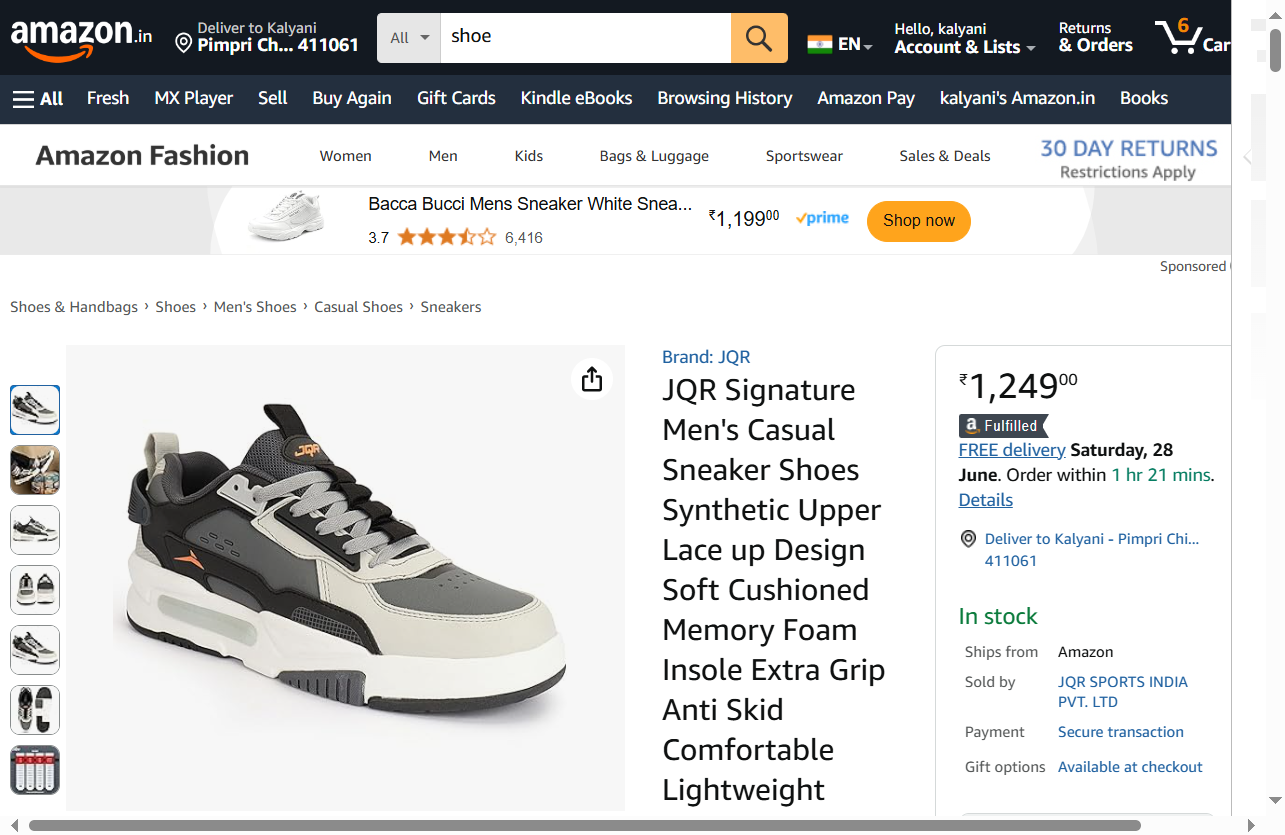 amazon.in
Deliver to Kalyani
Pimpri Ch... 411061
All
shoe
EN
Hello, kalyani
Account & Lists
Returns
& Orders
6
Car
All
Fresh
MX Player
Sell
Buy Again
Gift Cards
Kindle eBooks
Browsing History
Amazon Pay
kalyani's Amazon.in
Books
Amazon Fashion
Women
Men
Kids
Bags & Luggage
Sportswear
Sales & Deals
30 DAY RETURNS
Restrictions Apply
Bacca Bucci Mens Sneaker White Snea...
3.7
6,416
₹1,19900
prime
Shop now
Sponsored
Shoes & Handbags › Shoes › Men's Shoes › Casual Shoes › Sneakers
JQR
Brand: JQR
JQR Signature
Men's Casual
Sneaker Shoes
Synthetic Upper
Lace up Design
Soft Cushioned
Memory Foam
Insole Extra Grip
Anti Skid
Comfortable
Lightweight
₹1,24900
a Fulfilled
FREE delivery Saturday, 28
June. Order within 1 hr 21 mins.
Details
Deliver to Kalyani - Pimpri Chi...
411061
In stock
Ships from Amazon
Sold by JQR SPORTS INDIA
PVT. LTD
Payment Secure transaction
Gift options Available at checkout